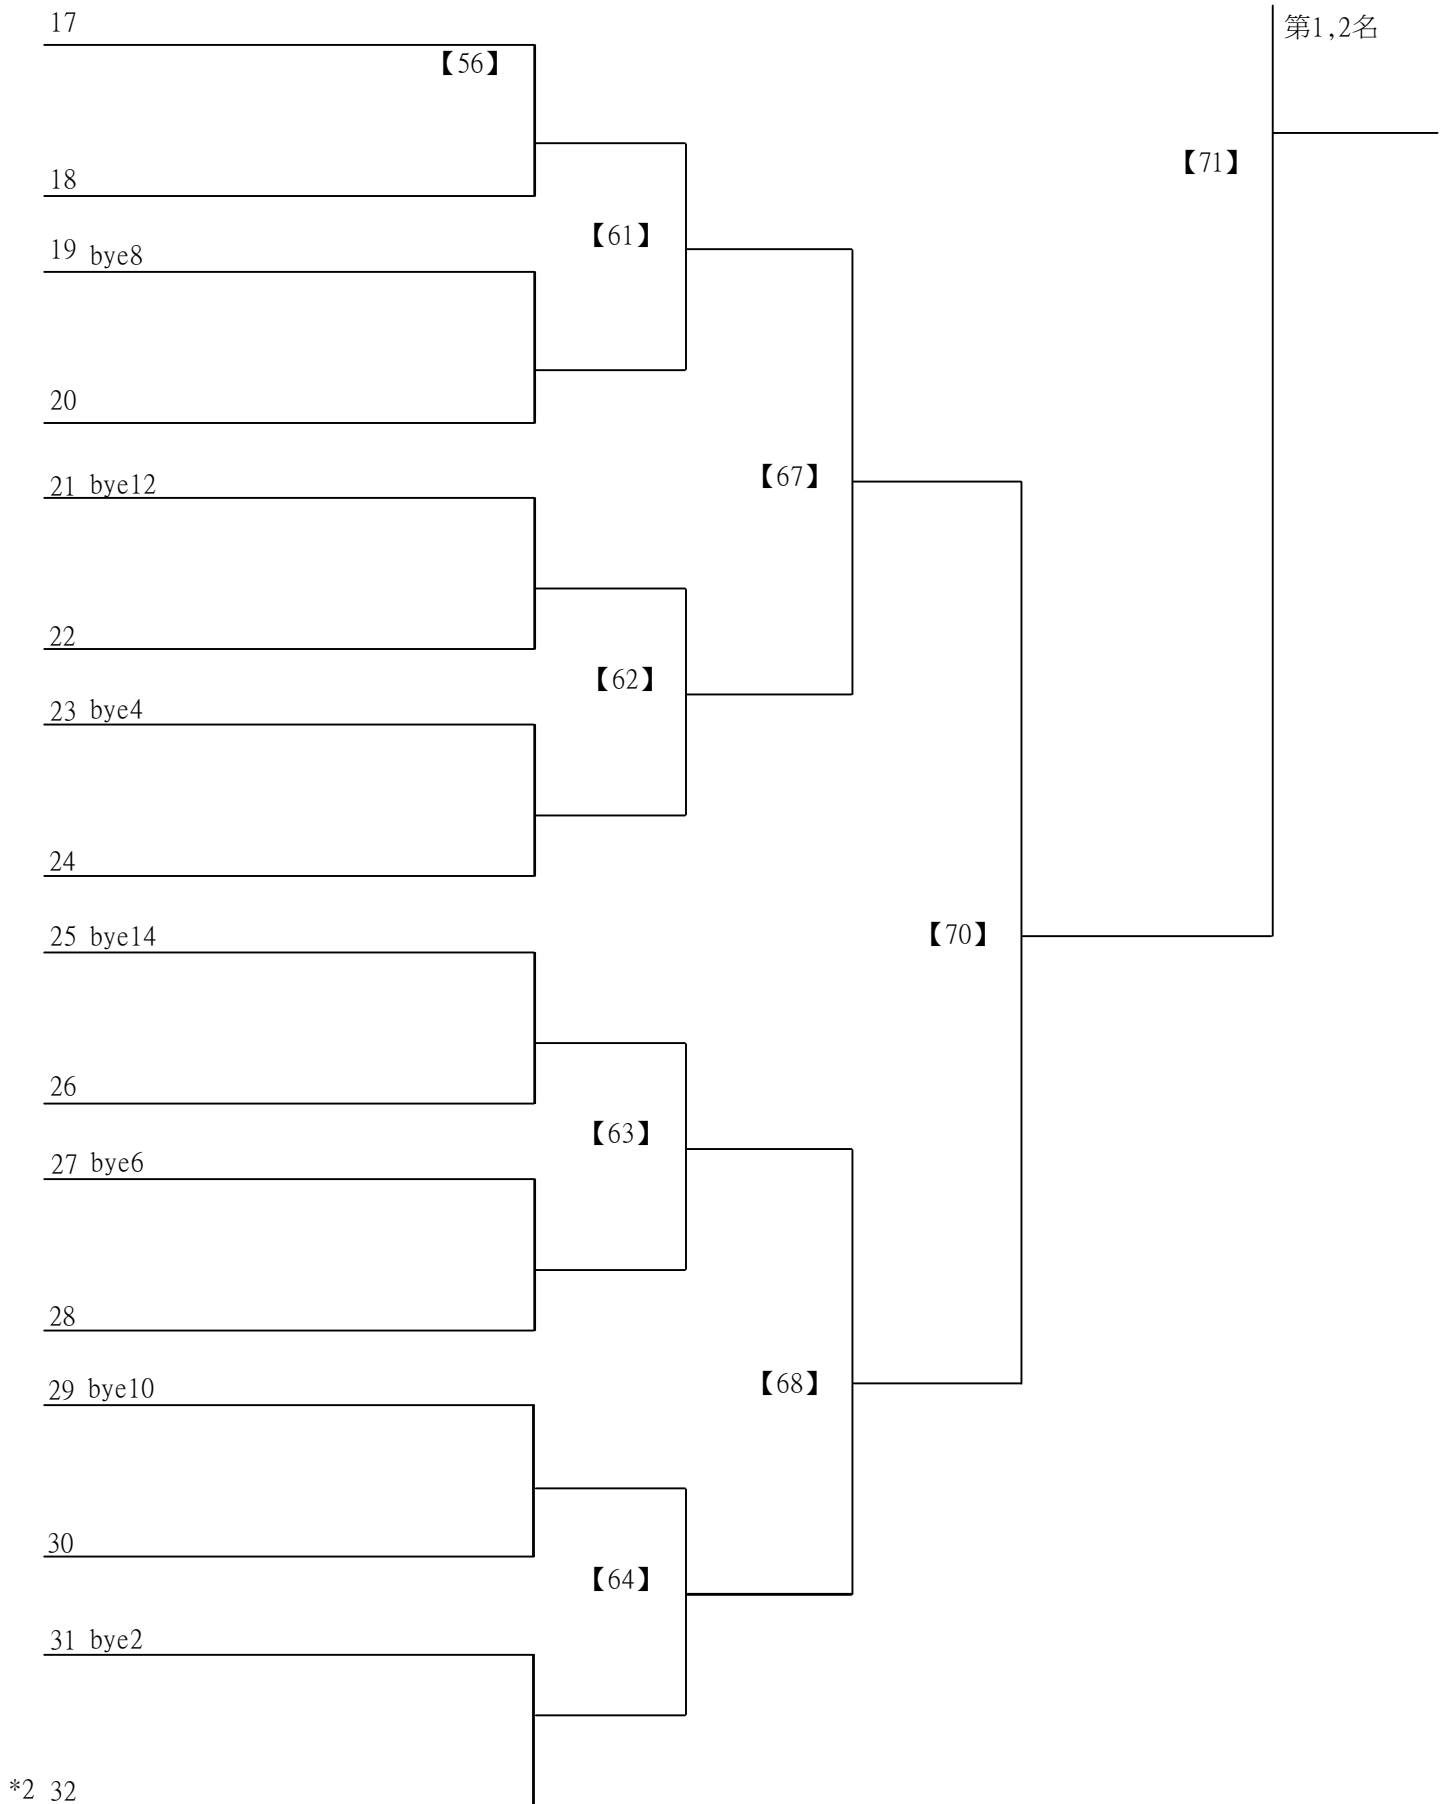 17
第1,2名
【56】
【71】
18
【61】
19 bye8
20
【67】
21 bye12
22
【62】
23 bye4
24
【70】
25 bye14
26
【63】
27 bye6
28
【68】
29 bye10
30
【64】
31 bye2
*2 32